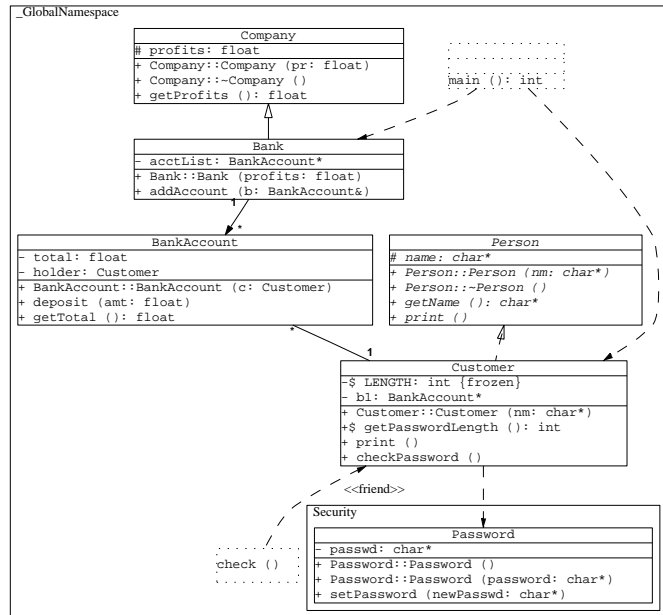 _GlobalNamespace
Company
# profits: float
+ Company::Company (pr: float)
+ Company::~Company ()
+ getProfits (): float
main (): int
Bank
- acctList: BankAccount*
+ Bank::Bank (profits: float)
+ addAccount (b: BankAccount&)
1
*
BankAccount
- total: float
- holder: Customer
+ BankAccount::BankAccount (c: Customer)
+ deposit (amt: float)
+ getTotal (): float
Person
# name: char*
+ Person::Person (nm: char*)
+ Person::~Person ()
+ getName (): char*
+ print ()
*
1
Customer
-$ LENGTH: int {frozen}
- bl: BankAccount*
+ Customer::Customer (nm: char*)
+$ getPasswordLength (): int
+ print ()
+ checkPassword ()
<<friend>>
check ()
Security
Password
- passwd: char*
+ Password::Password ()
+ Password::Password (password: char*)
+ setPassword (newPasswd: char*)